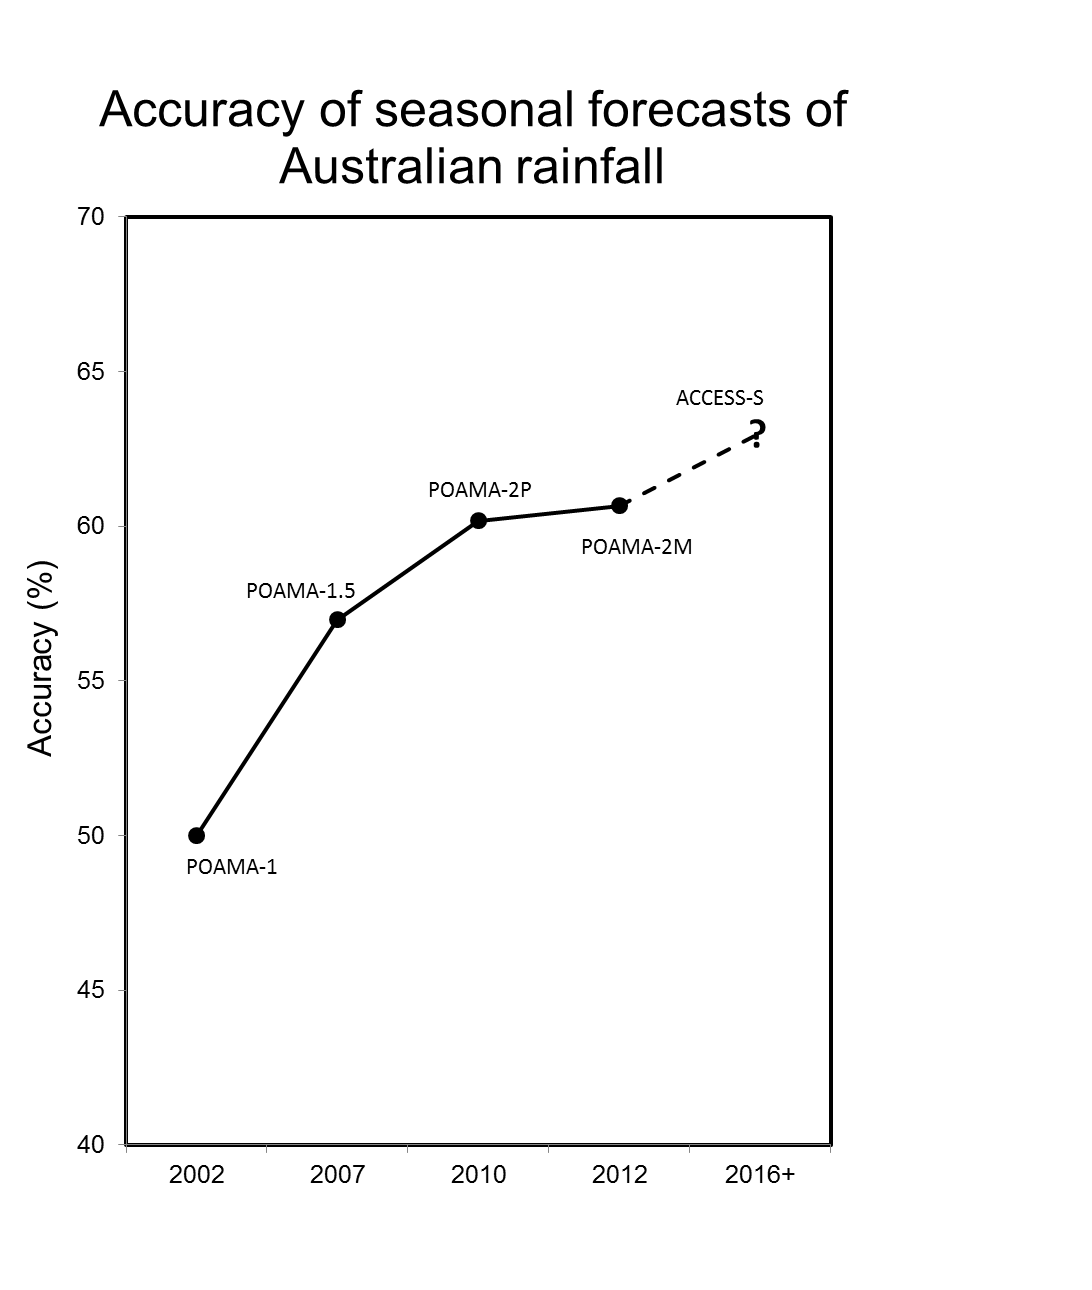 Accuracy of seasonal forecasts of
Australian rainfall
70
65
ACCESS-S
?
POAMA-2P
60
POAMA-2M
Accuracy (%)
POAMA-1.5
55
50
POAMA-1
45
40
2002 2007 2010 2012 2016+